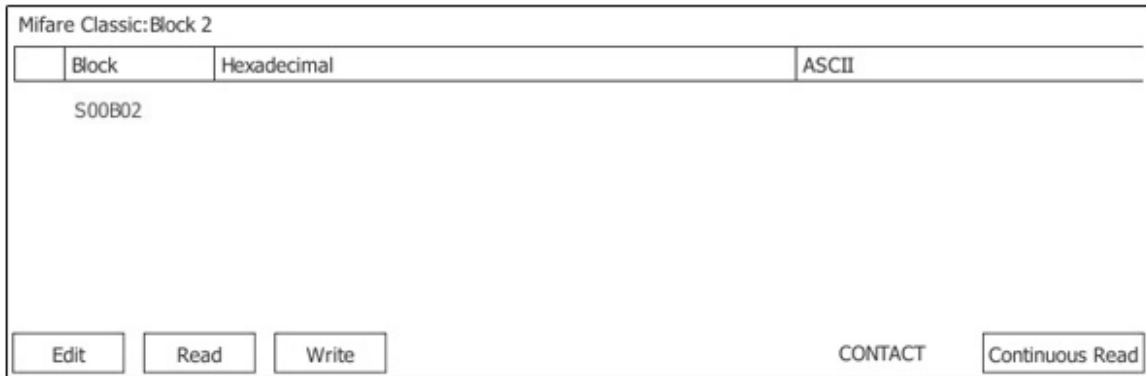 Mifare Classic:Block 2
Block Hexadecimal ASCII
S00B02
Edit Read Write CONTACT Continuous Read